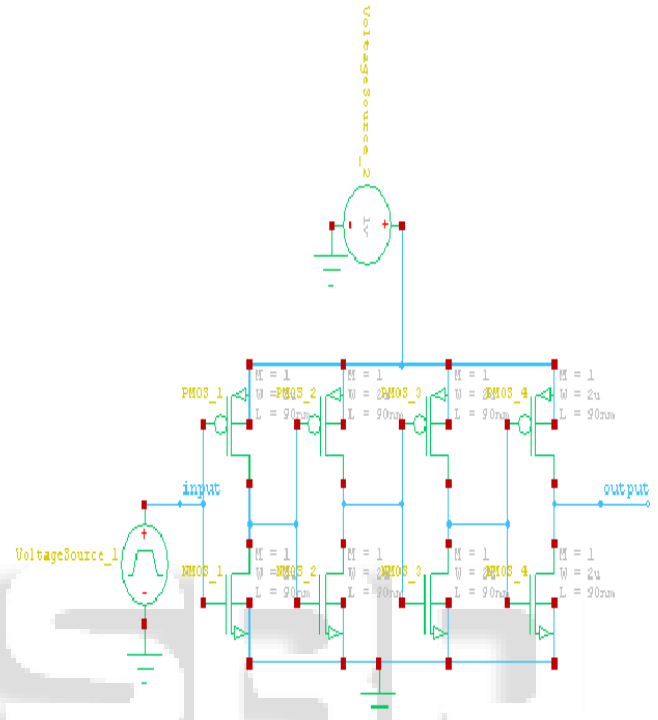 VoltageSource_2
1V
PMOS_1
M = 1
L = 90nm
PMOS_2
M = 1
W = 2u
L = 90nm
PMOS_3
M = 1
L = 90nm
PMOS_4
M = 1
W = 2u
L = 90nm
input
output
VoltageSource_1
NMOS_1
M = 1
L = 90nm
NMOS_2
M = 1
L = 90nm
NMOS_3
M = 1
L = 90nm
NMOS_4
M = 1
W = 2u
L = 90nm